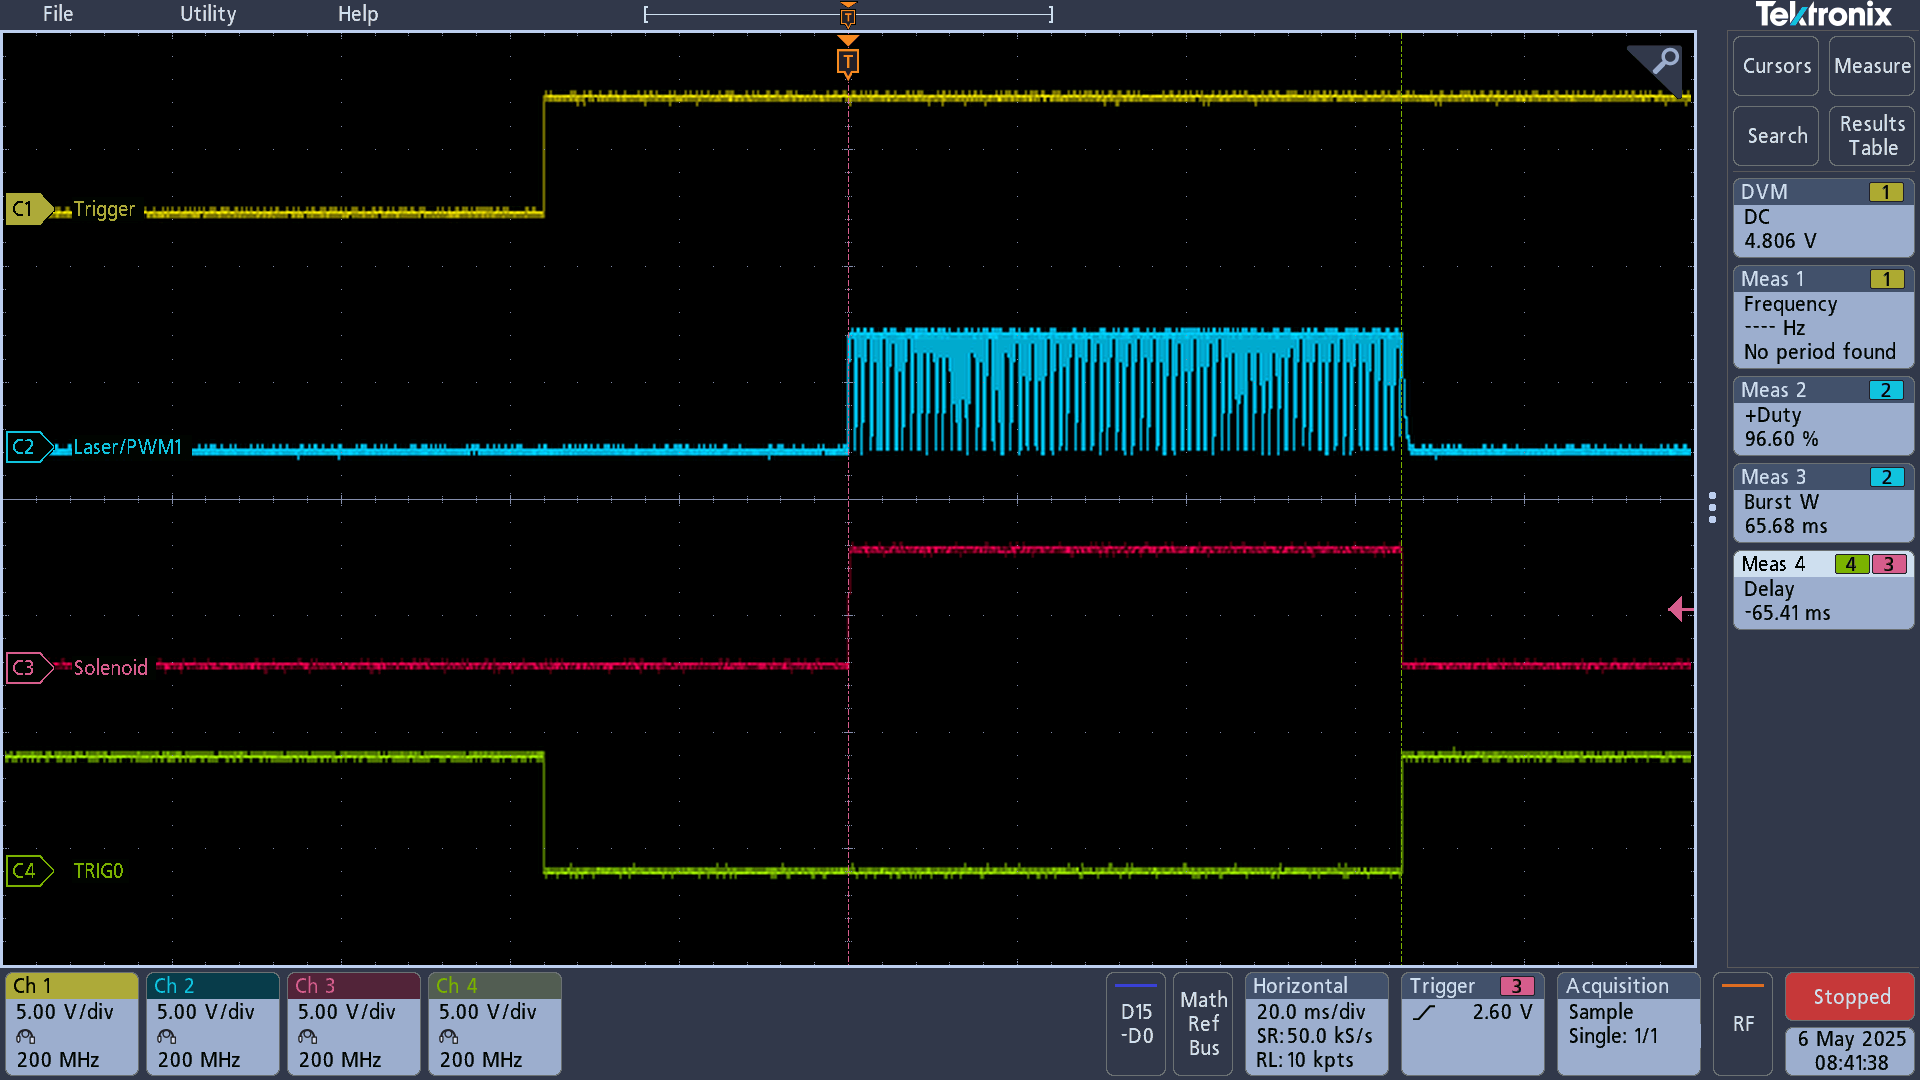 File
Utility
Help
T
Tektronix
T
Cursors
Measure
Search
Results
Table
C1
Trigger
C2
Laser/PWM1
C3
Solenoid
C4
TRIG0
DVM
1
DC
4.806 V
Meas 1
1
Frequency
---- Hz
No period found
Meas 2
2
+Duty
96.60 %
Meas 3
2
Burst W
65.68 ms
Meas 4
4
3
Delay
-65.41 ms
Ch 1
5.00 V/div
200 MHz
Ch 2
5.00 V/div
200 MHz
Ch 3
5.00 V/div
200 MHz
Ch 4
5.00 V/div
200 MHz
D15
-D0
Math
Ref
Bus
Horizontal
20.0 ms/div
SR: 50.0 kS/s
RL: 10 kpts
Trigger
3
2.60 V
Acquisition
Sample
Single: 1/1
RF
Stopped
6 May 2025
08:41:38